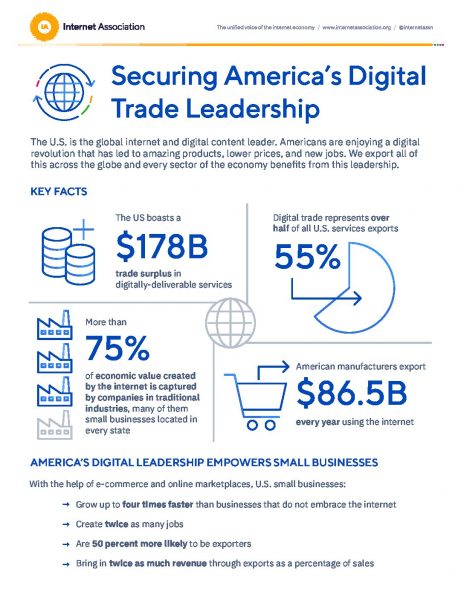 IA
Internet Association
The unified voice of the internet economy / www.internetassociation.org / @internetassn
Securing America's Digital
Trade Leadership
The U.S. is the global internet and digital content leader. Americans are enjoying a digital
revolution that has led to amazing products, lower prices, and new jobs. We export all of
this across the globe and every sector of the economy benefits from this leadership.
KEY FACTS
The US boasts a
$178B
trade surplus in
digitally-deliverable services
Digital trade represents over
half of all U.S. services exports
55%
More than
75%
of economic value created
by the internet is captured
by companies in traditional
industries, many of them
small businesses located in
every state
American manufacturers export
$86.5B
every year using the internet
AMERICA'S DIGITAL LEADERSHIP EMPOWERS SMALL BUSINESSES
With the help of e-commerce and online marketplaces, U.S. small businesses:
→ Grow up to four times faster than businesses that do not embrace the internet
→ Create twice as many jobs
→ Are 50 percent more likely to be exporters
→ Bring in twice as much revenue through exports as a percentage of sales